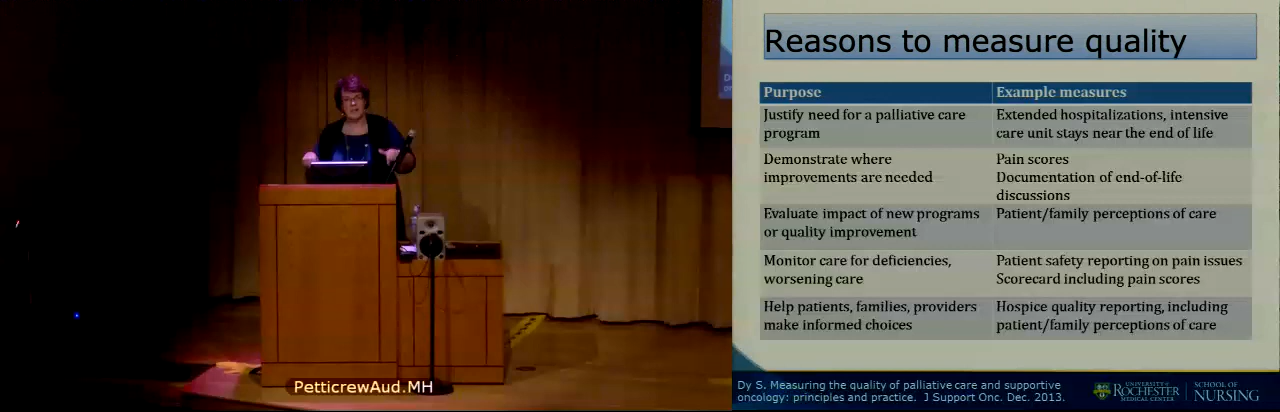 Reasons to measure quality
Purpose
Example measures
Justify need for a palliative care
program
Extended hospitalizations, intensive
care unit stays near the end of life
Demonstrate where
improvements are needed
Pain scores
Documentation of end-of-life
discussions
Evaluate impact of new programs
or quality improvement
Patient/family perceptions of care
Monitor care for deficiencies,
worsening care
Patient safety reporting on pain issues
Scorecard including pain scores
Help patients, families, providers
make informed choices
Hospice quality reporting, including
patient/family perceptions of care
PetticrewAud.MH
Dy S. Measuring the quality of palliative care and supportive
oncology: principles and practice. J Support Onc. Dec. 2013.
UNIVERSITY of
ROCHESTER
MEDICAL CENTER
SCHOOL OF
NURSING